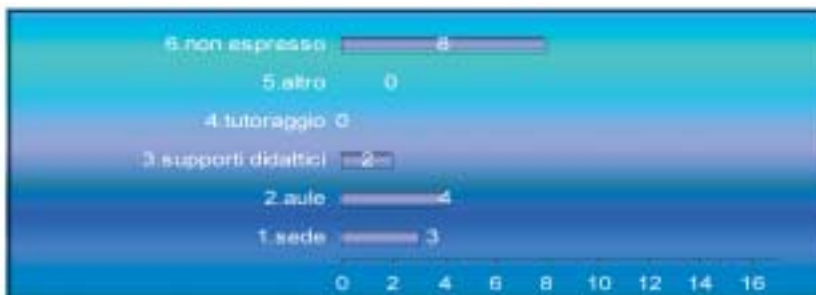 6.non espresso 8
5.altro 0
4.tutoraggio 0
3.supporti didattici 2
2.aule 4
1.sede 3
0 2 4 6 8 10 12 14 16